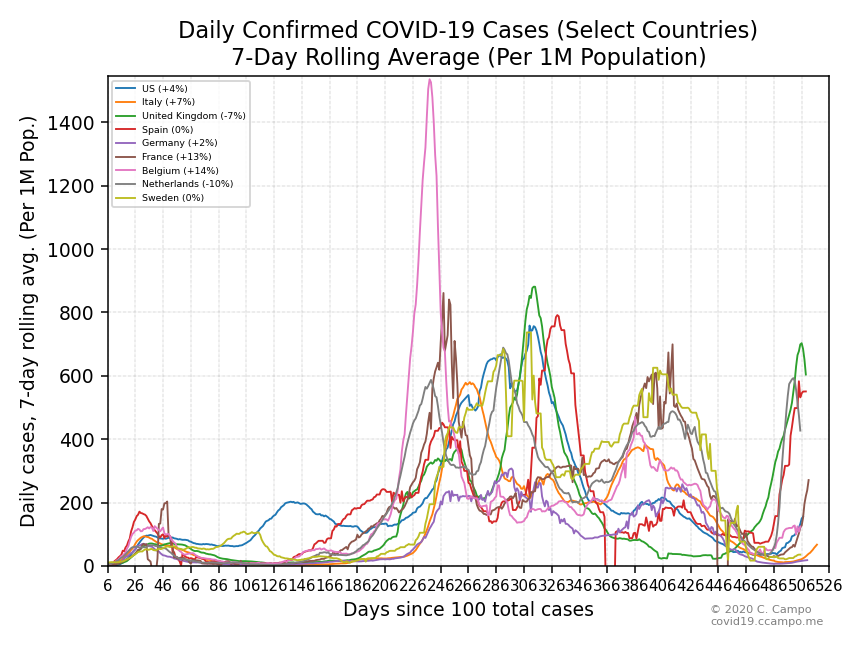 Daily Confirmed COVID-19 Cases (Select Countries)
7-Day Rolling Average (Per 1M Population)
Daily cases, 7-day rolling avg. (Per 1M Pop.)
1400
1200
1000
800
600
400
200
0
US (+4%)
Italy (+7%)
United Kingdom (-7%)
Spain (0%)
Germany (+2%)
France (+13%)
Belgium (+14%)
Netherlands (-10%)
Sweden (0%)
6 26 46 66 86 106 126 146 166 186 206 226 246 266 286 306 326 346 366 386 406 426 446 466 486 506 526
Days since 100 total cases
© 2020 C. Campo
covid19.ccampo.me